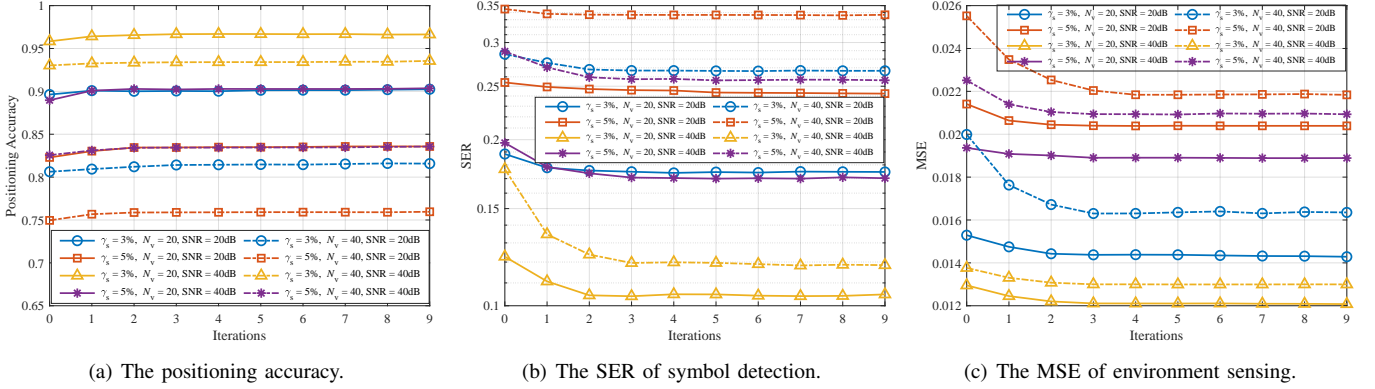 1
0.95
0.9
0.85
0.8
0.75
0.7
0.65
Positioning Accuracy
γs = 3%, Nv = 20, SNR = 20dB
γs = 5%, Nv = 20, SNR = 20dB
γs = 3%, Nv = 20, SNR = 40dB
γs = 5%, Nv = 20, SNR = 40dB
γs = 3%, Nv = 40, SNR = 20dB
γs = 5%, Nv = 40, SNR = 20dB
γs = 3%, Nv = 40, SNR = 40dB
γs = 5%, Nv = 40, SNR = 40dB
0 1 2 3 4 5 6 7 8 9
Iterations
(a) The positioning accuracy.
0.35
0.3
0.25
0.2
0.15
0.1
SER
γs = 3%, Nv = 20, SNR = 20dB
γs = 5%, Nv = 20, SNR = 20dB
γs = 3%, Nv = 20, SNR = 40dB
γs = 5%, Nv = 20, SNR = 40dB
γs = 3%, Nv = 40, SNR = 20dB
γs = 5%, Nv = 40, SNR = 20dB
γs = 3%, Nv = 40, SNR = 40dB
γs = 5%, Nv = 40, SNR = 40dB
0 1 2 3 4 5 6 7 8 9
Iterations
(b) The SER of symbol detection.
0.026
0.024
0.022
0.02
0.018
0.016
0.014
0.012
MSE
γs = 3%, Nv = 20, SNR = 20dB
γs = 5%, Nv = 20, SNR = 20dB
γs = 3%, Nv = 20, SNR = 40dB
γs = 5%, Nv = 20, SNR = 40dB
γs = 3%, Nv = 40, SNR = 20dB
γs = 5%, Nv = 40, SNR = 20dB
γs = 3%, Nv = 40, SNR = 40dB
γs = 5%, Nv = 40, SNR = 40dB
0 1 2 3 4 5 6 7 8 9
Iterations
(c) The MSE of environment sensing.